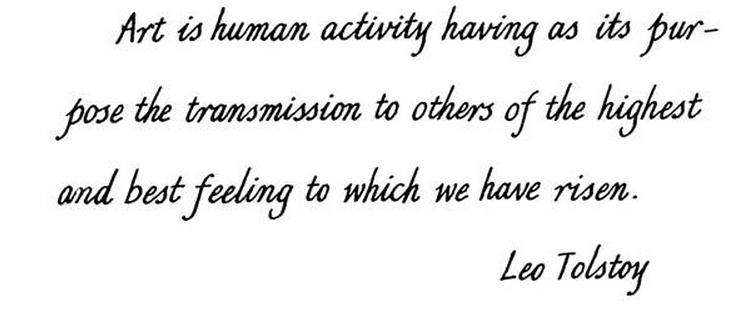 Art is human activity having as its pur-
pose the transmission to others of the highest
and best feeling to which we have risen.
Leo Tolstoy